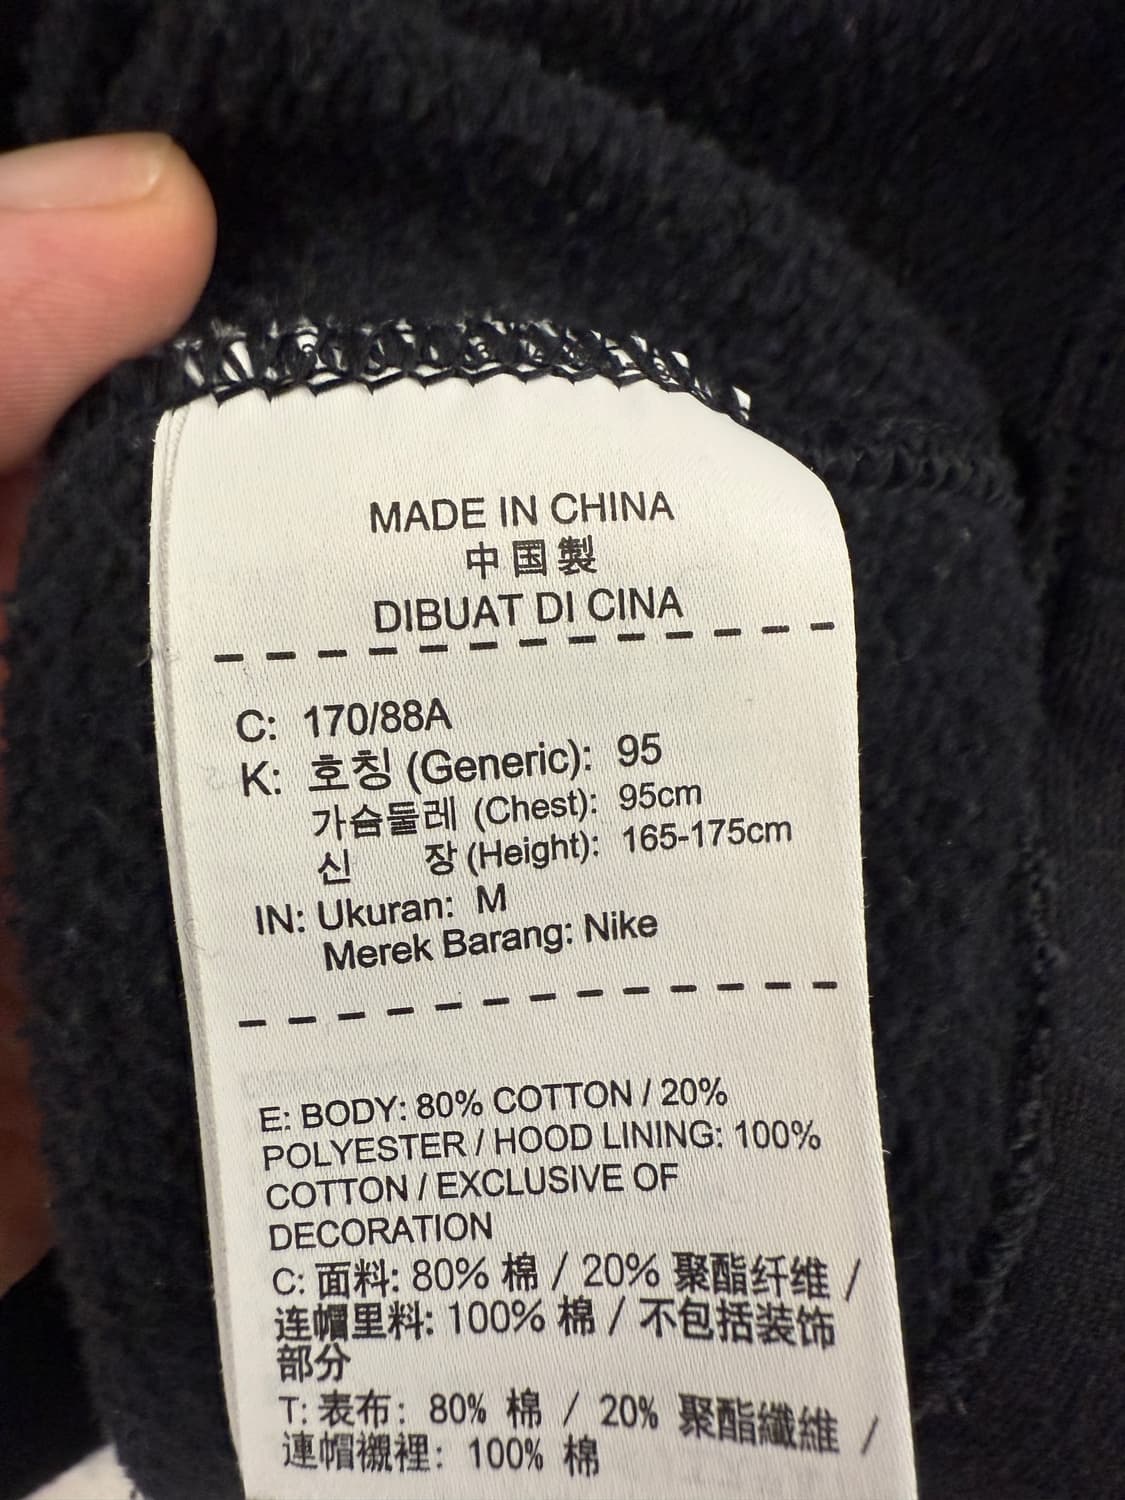 MADE IN CHINA
中国製
DIBUAT DI CINA
C: 170/88A
K: 호칭 (Generic): 95
가슴둘레 (Chest): 95cm
신 장 (Height): 165-175cm
IN: Ukuran: M
Merek Barang: Nike
E: BODY: 80% COTTON / 20%
POLYESTER / HOOD LINING: 100%
COTTON / EXCLUSIVE OF
DECORATION
C: 面料: 80% 棉 / 20% 聚酯纤维 /
连帽里料: 100% 棉 / 不包括装饰
部分
T: 表布: 80% 棉 / 20% 聚酯纖維 /
連帽襯裡: 100% 棉